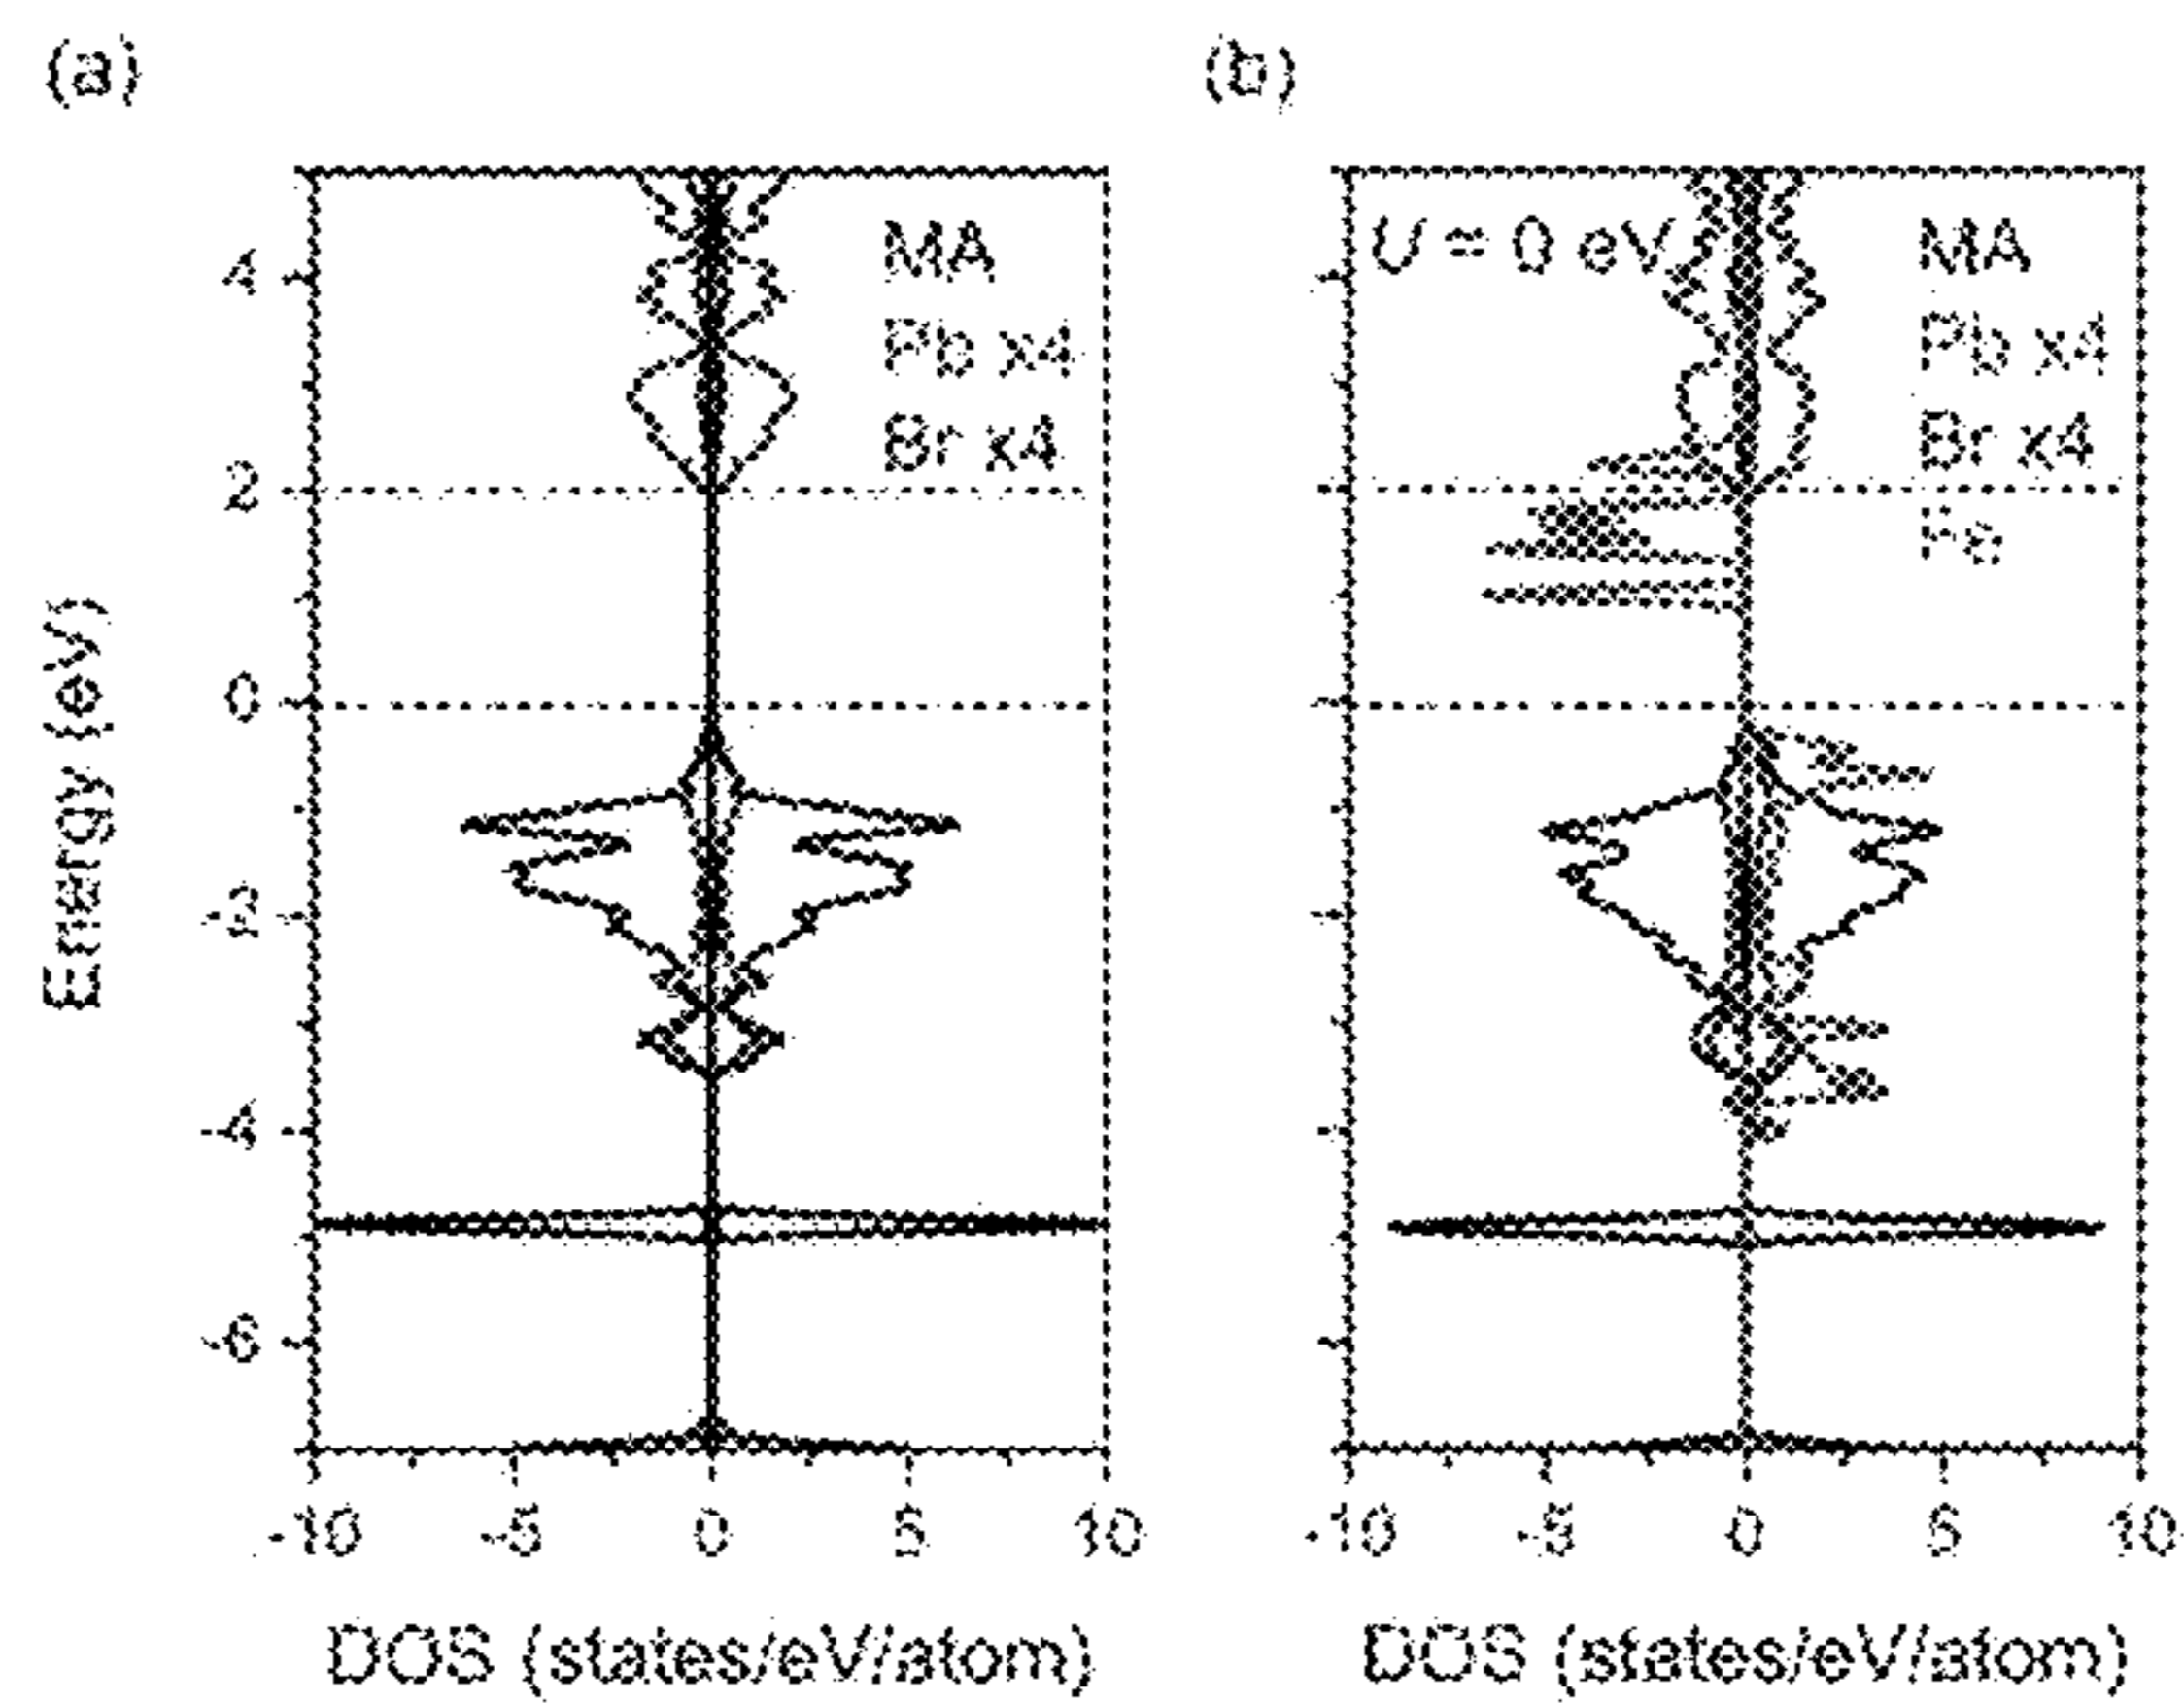 (a)
(b)
MA
Pb x4
Br x4
U = 0 eV
MA
Pb x4
Br x4
Fe
Energy (eV)
4
2
0
-2
-4
-6
-10 -5 0 5 10
-10 -5 0 5 10
DOS (states/eV/atom)
DOS (states/eV/atom)